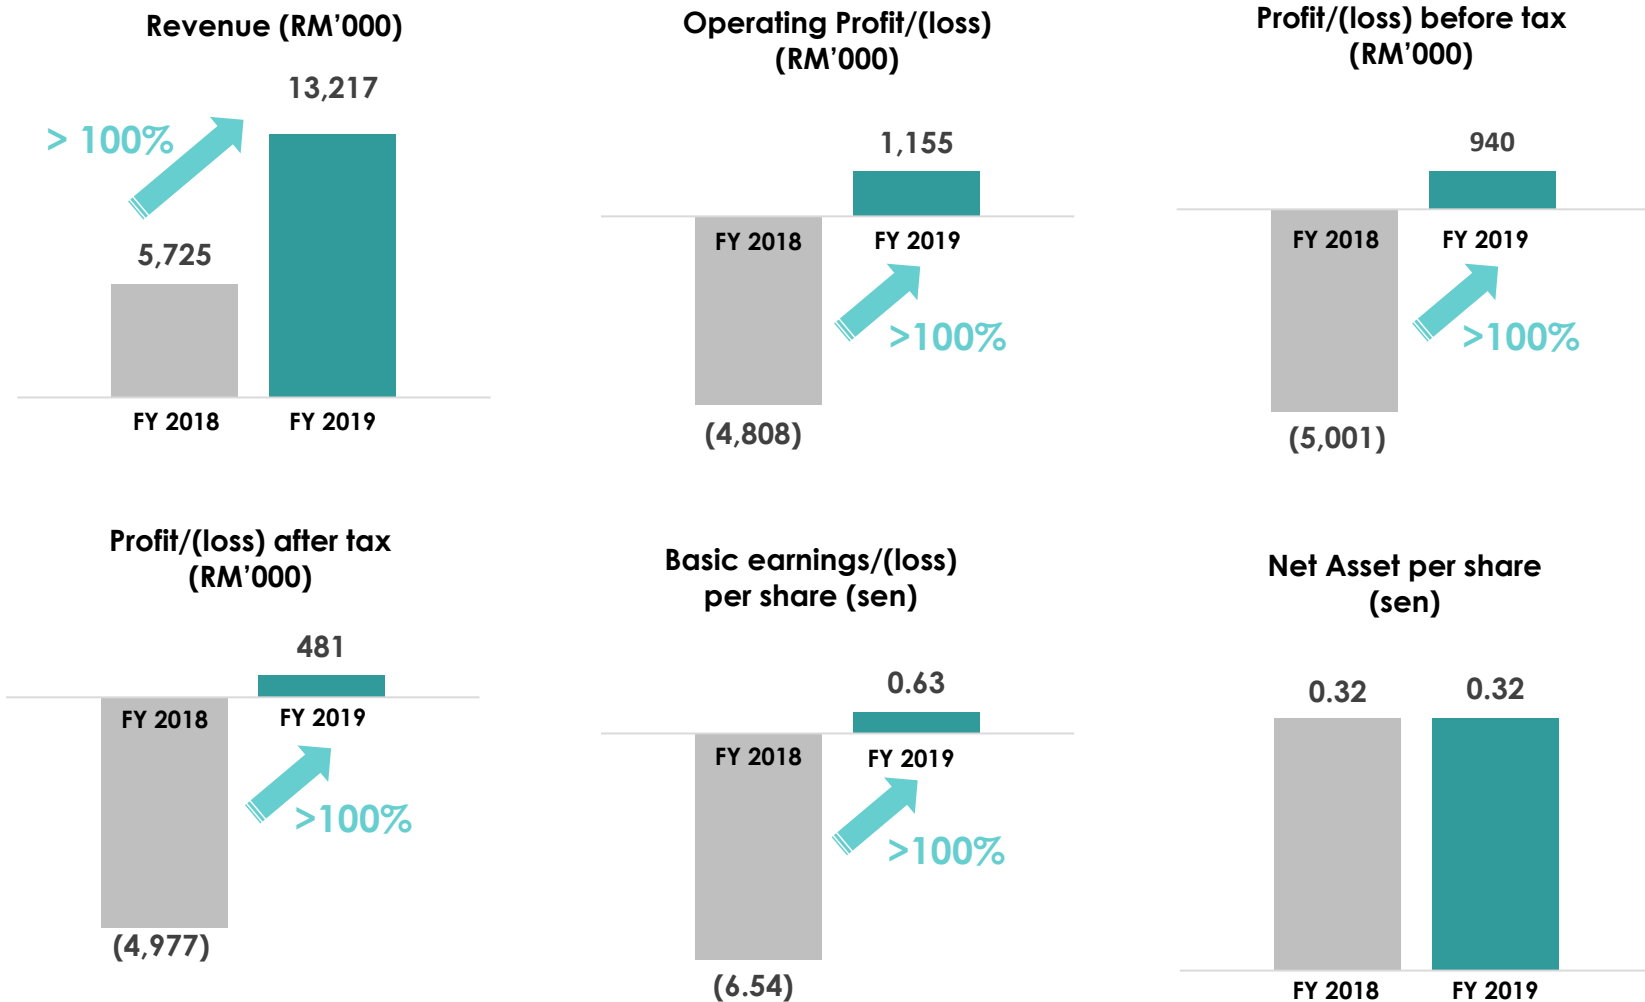 Revenue (RM’000)
13,217
> 100%
5,725
FY 2018
FY 2019
Operating Profit/(loss)
(RM’000)
1,155
FY 2018
FY 2019
>100%
(4,808)
Profit/(loss) before tax
(RM’000)
940
FY 2018
FY 2019
>100%
(5,001)
Profit/(loss) after tax
(RM’000)
481
FY 2018
FY 2019
>100%
(4,977)
Basic earnings/(loss)
per share (sen)
0.63
FY 2018
FY 2019
>100%
(6.54)
Net Asset per share
(sen)
0.32
0.32
FY 2018
FY 2019